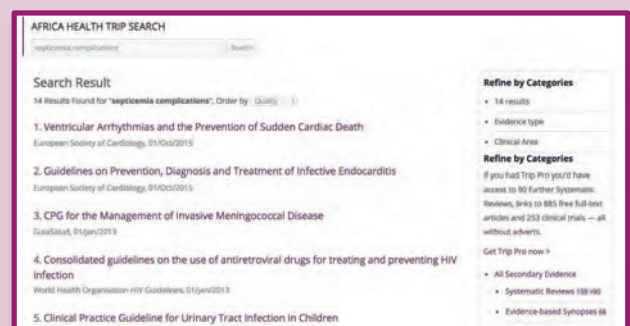 AFRICA HEALTH TRIP SEARCH
septicemia complications
Search
Search Result
14 Results Found for "septicemia complications", Order by Quality
1. Ventricular Arrhythmias and the Prevention of Sudden Cardiac Death
European Society of Cardiology, 01/Oct/2015
2. Guidelines on Prevention, Diagnosis and Treatment of Infective Endocarditis
European Society of Cardiology, 01/Oct/2015
3. CPG for the Management of Invasive Meningococcal Disease
GuiaSalud, 01/Jan/2013
4. Consolidated guidelines on the use of antiretroviral drugs for treating and preventing HIV
infection
World Health Organisation HIV Guidelines, 01/Jan/2013
5. Clinical Practice Guideline for Urinary Tract Infection in Children
Refine by Categories
14 results
Evidence type
Clinical Area
Refine by Categories
If you had Trip Pro you'd have
access to 90 further Systematic
Reviews, links to 885 free full-text
articles and 253 clinical trials — all
without adverts.
Get Trip Pro now >
All Secondary Evidence
Systematic Reviews 159 +90
Evidence-based Synopses